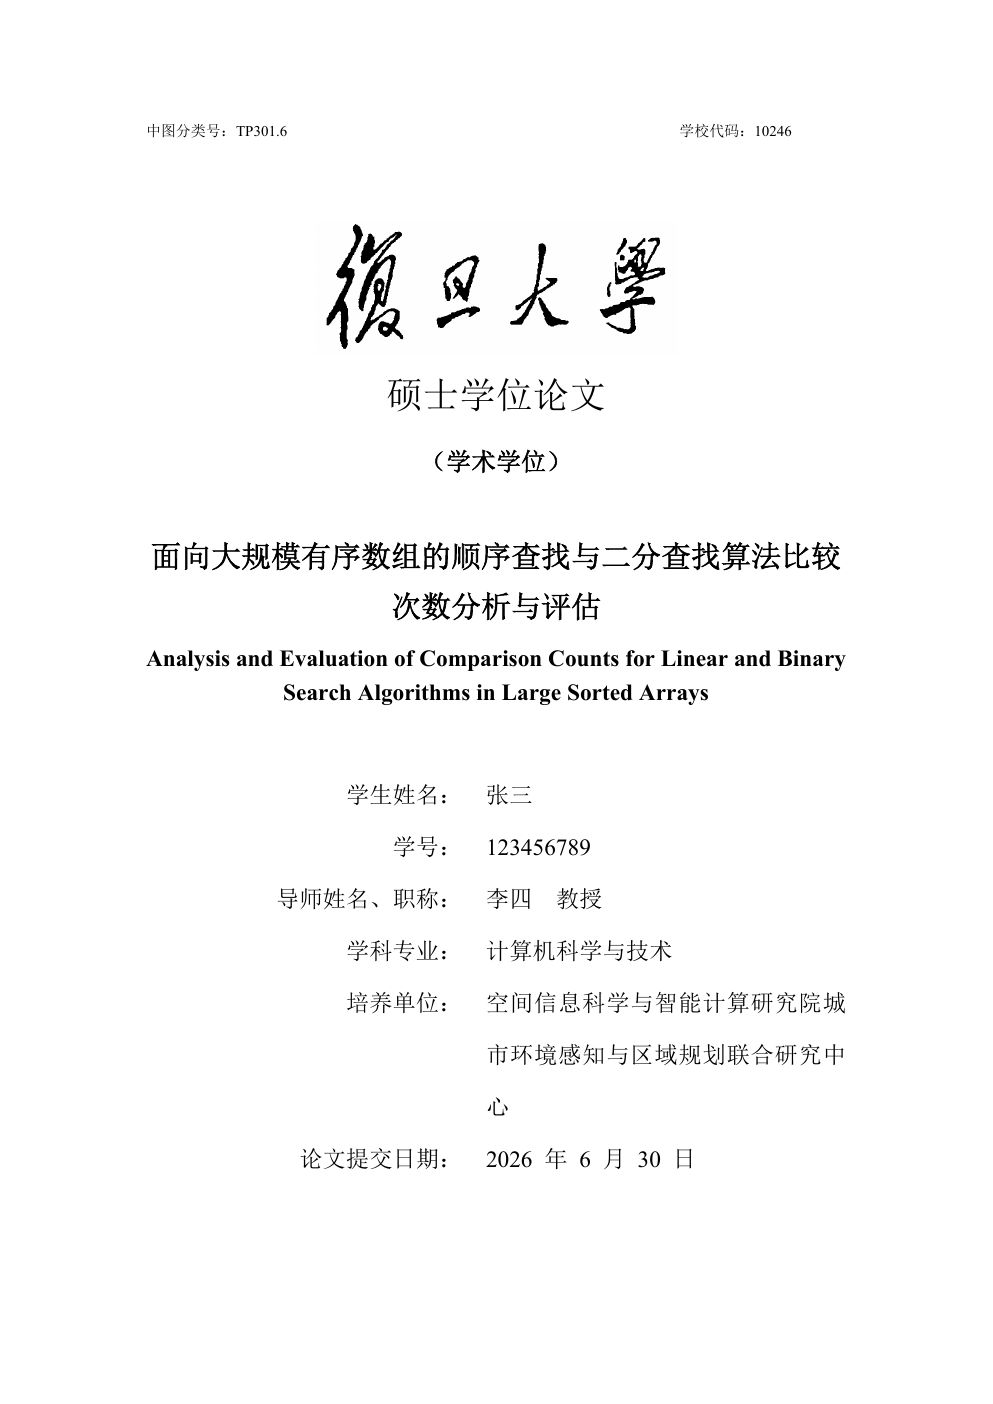 中图分类号：TP301.6 学校代码：10246
復旦大學
硕士学位论文
（学术学位）
面向大规模有序数组的顺序查找与二分查找算法比较
次数分析与评估
Analysis and Evaluation of Comparison Counts for Linear and Binary
Search Algorithms in Large Sorted Arrays
学生姓名： 张三
学号： 123456789
导师姓名、职称： 李四　教授
学科专业： 计算机科学与技术
培养单位： 空间信息科学与智能计算研究院城
市环境感知与区域规划联合研究中
心
论文提交日期： 2026 年 6 月 30 日